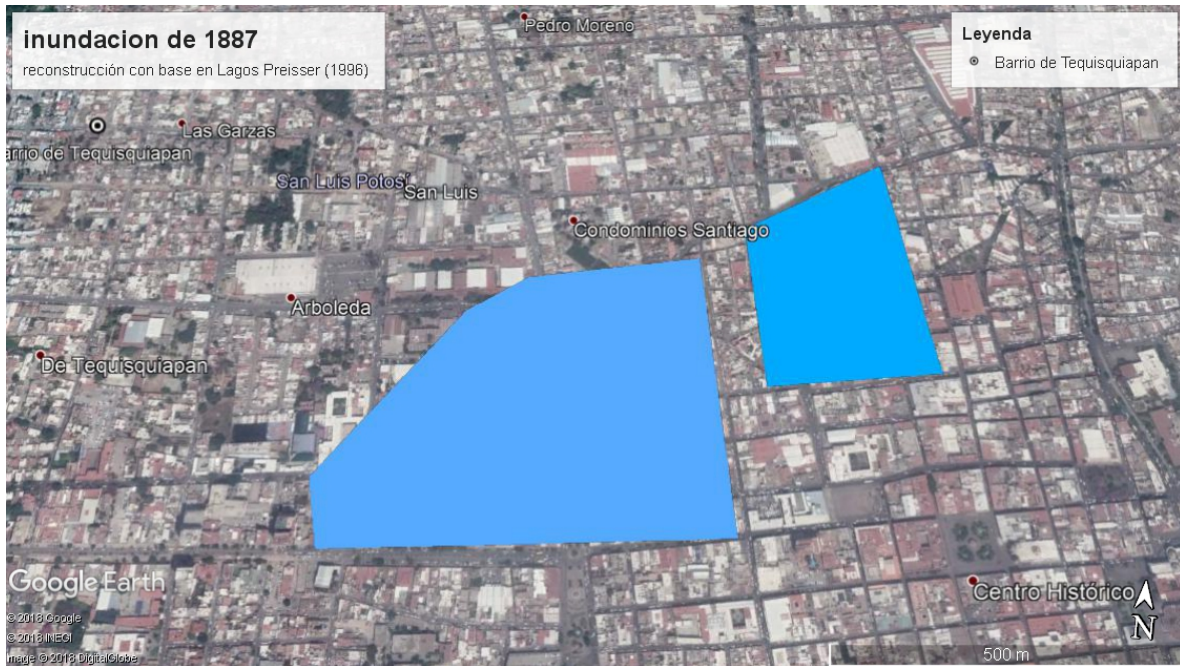 inundacion de 1887
reconstrucción con base en Lagos Preisser (1996)
Pedro Moreno
Leyenda
Barrio de Tequisquiapan
Las Garzas
arrio de Tequisquiapan
San Luis Potosí
San Luis
Condominios Santiago
Arboleda
De Tequisquiapan
Google Earth
Centro Histórico
© 2018 Google
© 2018 INEGI
N
mage © 2018 DigitalGlobe
500 m